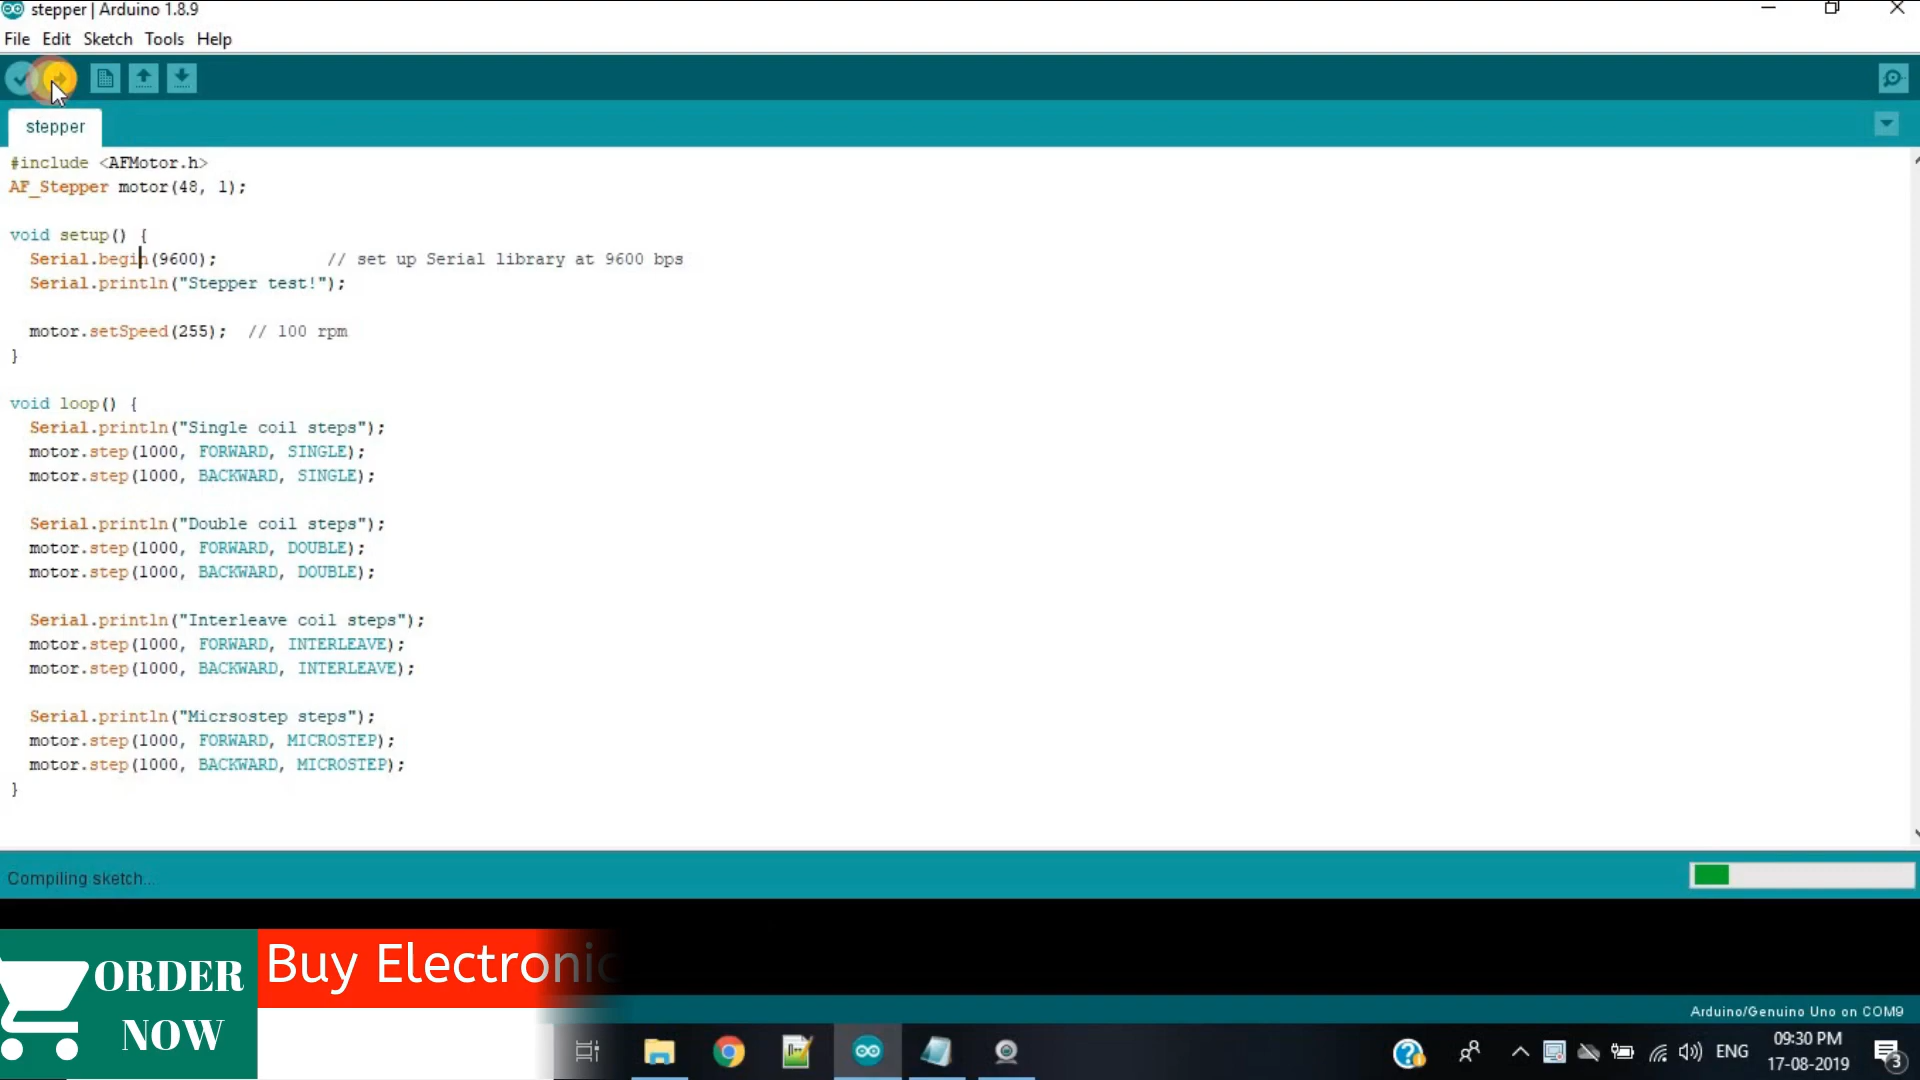 stepper | Arduino 1.8.9
File Edit Sketch Tools Help
stepper
#include <AFMotor.h>
AF_Stepper motor(48, 1);
void setup() {
Serial.begin(9600); // set up Serial library at 9600 bps
Serial.println("Stepper test!");
motor.setSpeed(255); // 100 rpm
}
void loop() {
Serial.println("Single coil steps");
motor.step(1000, FORWARD, SINGLE);
motor.step(1000, BACKWARD, SINGLE);
Serial.println("Double coil steps");
motor.step(1000, FORWARD, DOUBLE);
motor.step(1000, BACKWARD, DOUBLE);
Serial.println("Interleave coil steps");
motor.step(1000, FORWARD, INTERLEAVE);
motor.step(1000, BACKWARD, INTERLEAVE);
Serial.println("Micrsostep steps");
motor.step(1000, FORWARD, MICROSTEP);
motor.step(1000, BACKWARD, MICROSTEP);
}
Compiling sketch...
ORDER
NOW
Buy Electronic
Arduino/Genuino Uno on COM9
ENG
09:30 PM
17-08-2019
3